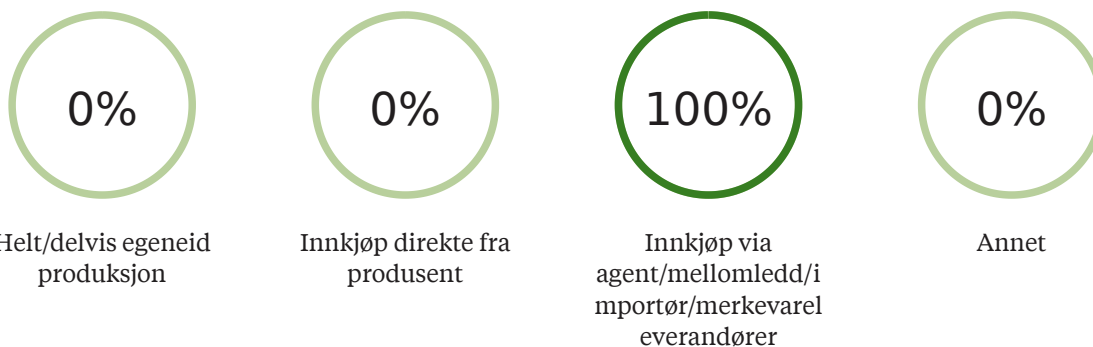 0%
0%
100%
0%
Helt/delvis egeneid
produksjon
Innkjøp direkte fra
produsent
Innkjøp via
agent/mellomledd/i
mportør/merkevarel
everandører
Annet